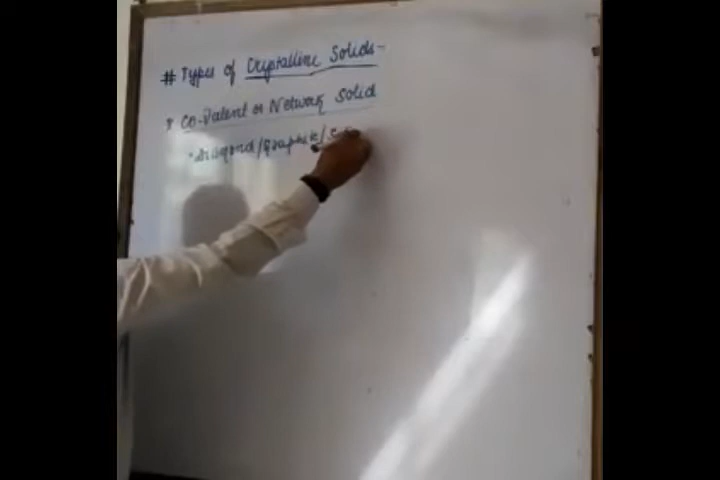 # Types of Crystalline Solids-
* Co-Valent or Network Solid
Diamond/Graphite/S